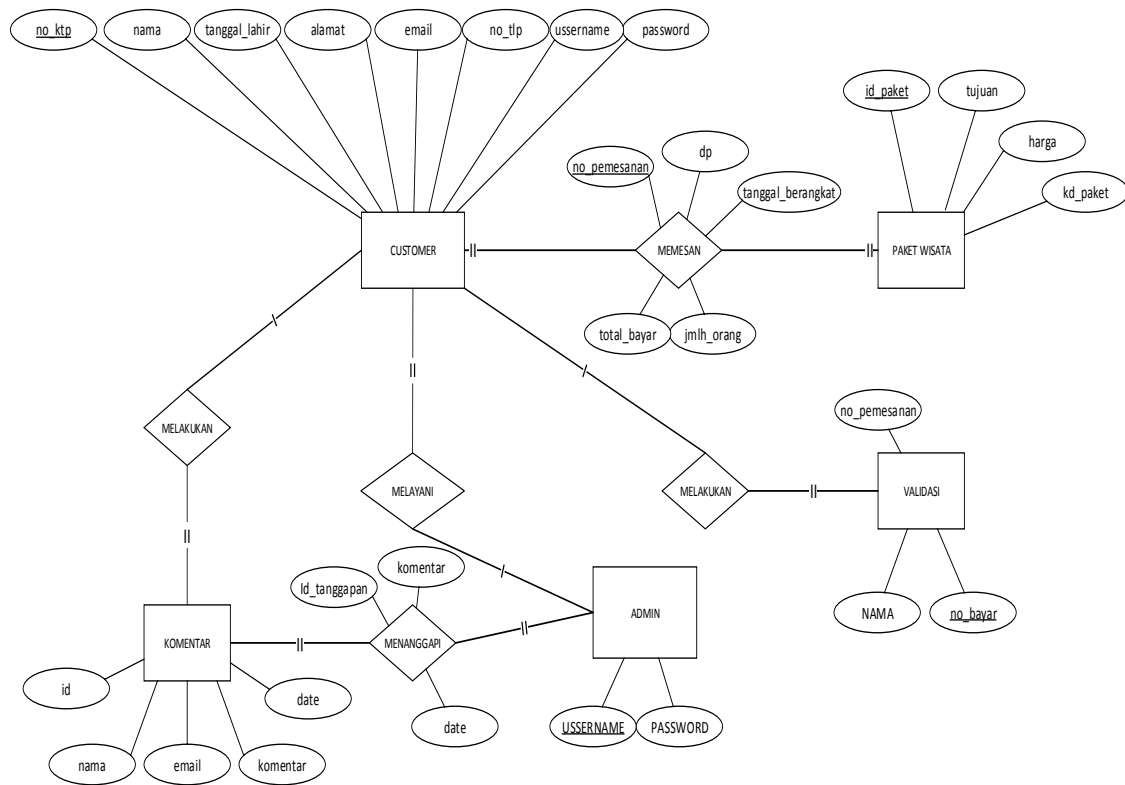 no_ktp
nama
tanggal_lahir
alamat
email
no_tlp
ussername
password
id_paket
tujuan
harga
kd_paket
no_pemesanan
dp
tanggal_berangkat
CUSTOMER
MEMESAN
PAKET WISATA
total_bayar
jmlh_orang
MELAKUKAN
MELAYANI
MELAKUKAN
no_pemesanan
VALIDASI
NAMA
no_bayar
Id_tanggapan
komentar
KOMENTAR
MENANGGAPI
ADMIN
id
date
nama
email
komentar
date
USSERNAME
PASSWORD